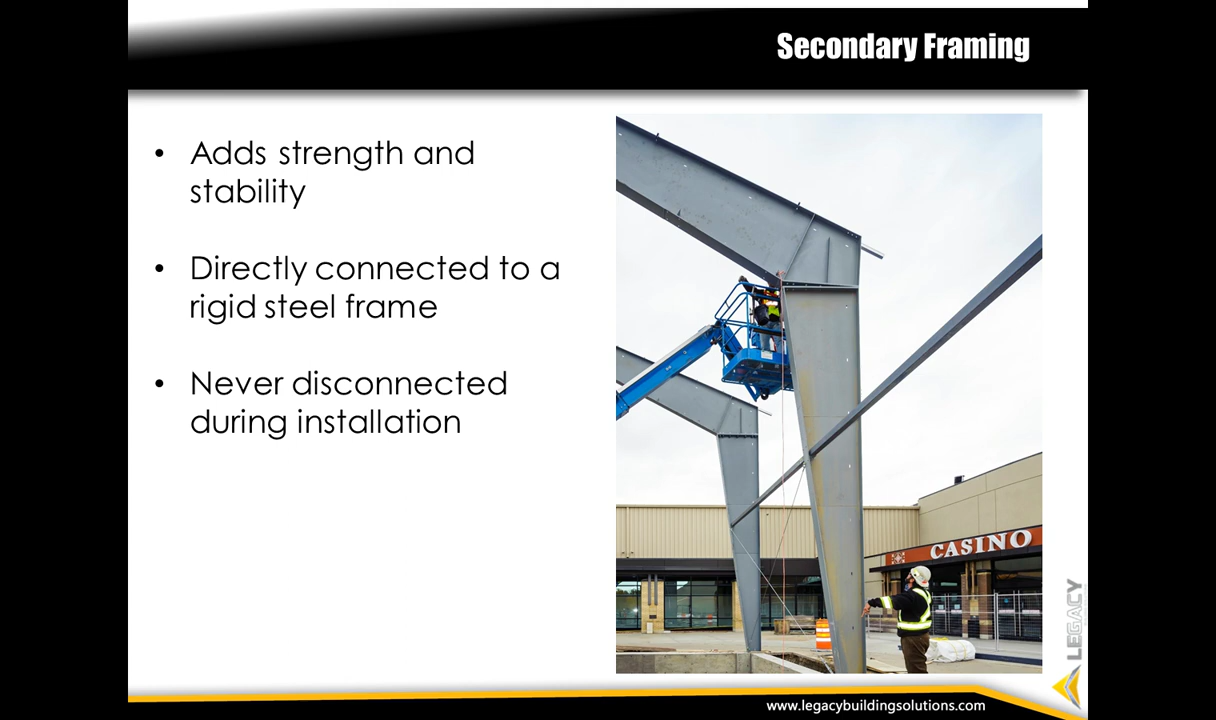 Secondary Framing
• Adds strength and
stability
• Directly connected to a
rigid steel frame
• Never disconnected
during installation
CASINO
LEGACY
www.legacybuildingsolutions.com